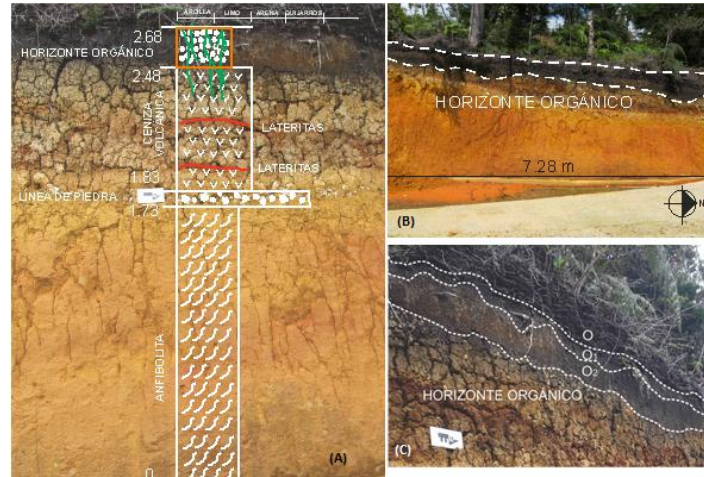 ARCILLA LIMO ARENA GUIJARROS
2.68
HORIZONTE ORGÁNICO
2.48
CENIZA
VOLCÁNICA
LATERITAS
LATERITAS
1.83
LINEA DE PIEDRA
1.73
ANFIBOLITA
0
(A)
HORIZONTE ORGÁNICO
7.28 m
N
(B)
O
O1
O2
HORIZONTE ORGÁNICO
(C)